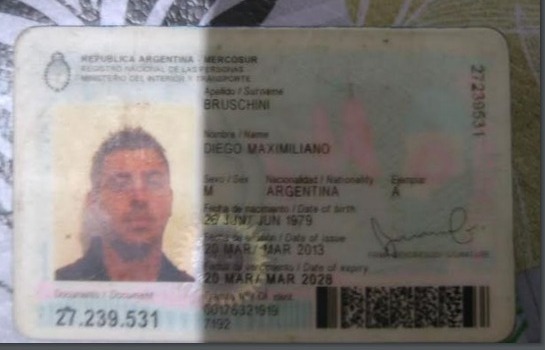 REPUBLICA ARGENTINA - MERCOSUR
REGISTRO NACIONAL DE LAS PERSONAS
MINISTERIO DEL INTERIOR Y TRANSPORTE
Apellido / Surname
BRUSCHINI
Nombre / Name
DIEGO MAXIMILIANO
Sexo / Sex Nacionalidad / Nationality Ejemplar
M ARGENTINA A
Fecha de nacimiento / Date of birth
26 JUN/ JUN 1979
Fecha de emisión / Date of issue
20 MAR/ MAR 2013
Fecha de vencimiento / Date of expiry
20 MAR/ MAR 2028
Documento / Document
27.239.531
Trámite Nº / Of. ident.
7192
27239531